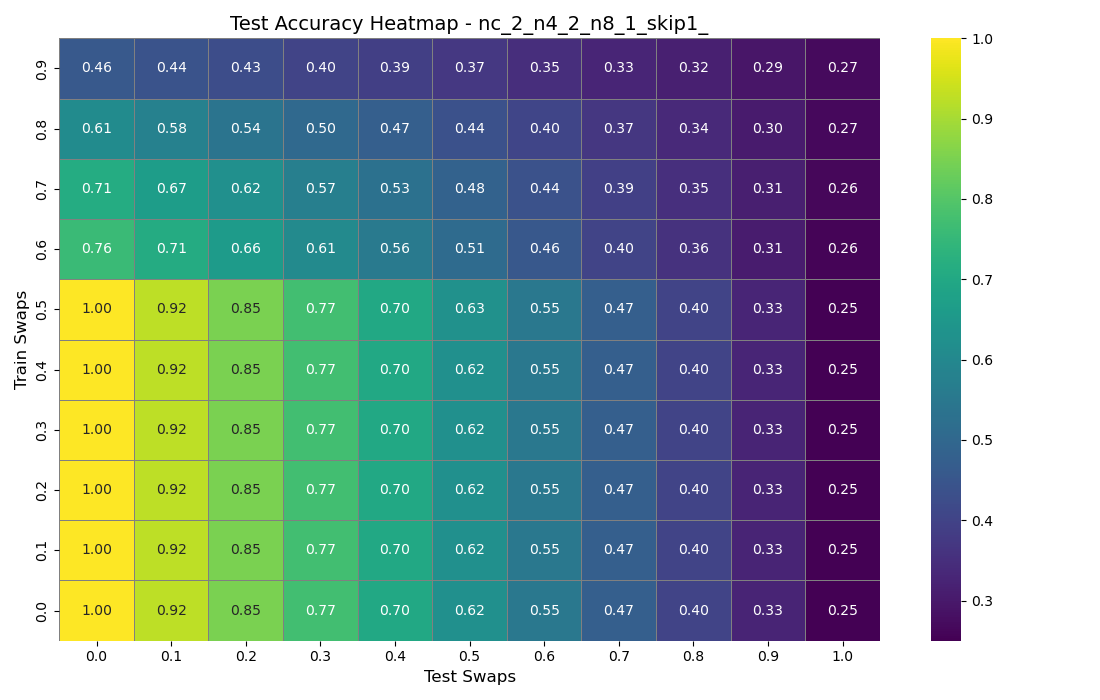 Test Accuracy Heatmap - nc_2_n4_2_n8_1_skip1_
Train Swaps
0.9 0.46 0.44 0.43 0.40 0.39 0.37 0.35 0.33 0.32 0.29 0.27
0.8 0.61 0.58 0.54 0.50 0.47 0.44 0.40 0.37 0.34 0.30 0.27
0.7 0.71 0.67 0.62 0.57 0.53 0.48 0.44 0.39 0.35 0.31 0.26
0.6 0.76 0.71 0.66 0.61 0.56 0.51 0.46 0.40 0.36 0.31 0.26
0.5 1.00 0.92 0.85 0.77 0.70 0.63 0.55 0.47 0.40 0.33 0.25
0.4 1.00 0.92 0.85 0.77 0.70 0.62 0.55 0.47 0.40 0.33 0.25
0.3 1.00 0.92 0.85 0.77 0.70 0.62 0.55 0.47 0.40 0.33 0.25
0.2 1.00 0.92 0.85 0.77 0.70 0.62 0.55 0.47 0.40 0.33 0.25
0.1 1.00 0.92 0.85 0.77 0.70 0.62 0.55 0.47 0.40 0.33 0.25
0.0 1.00 0.92 0.85 0.77 0.70 0.62 0.55 0.47 0.40 0.33 0.25
0.0 0.1 0.2 0.3 0.4 0.5 0.6 0.7 0.8 0.9 1.0
Test Swaps
1.0
0.9
0.8
0.7
0.6
0.5
0.4
0.3